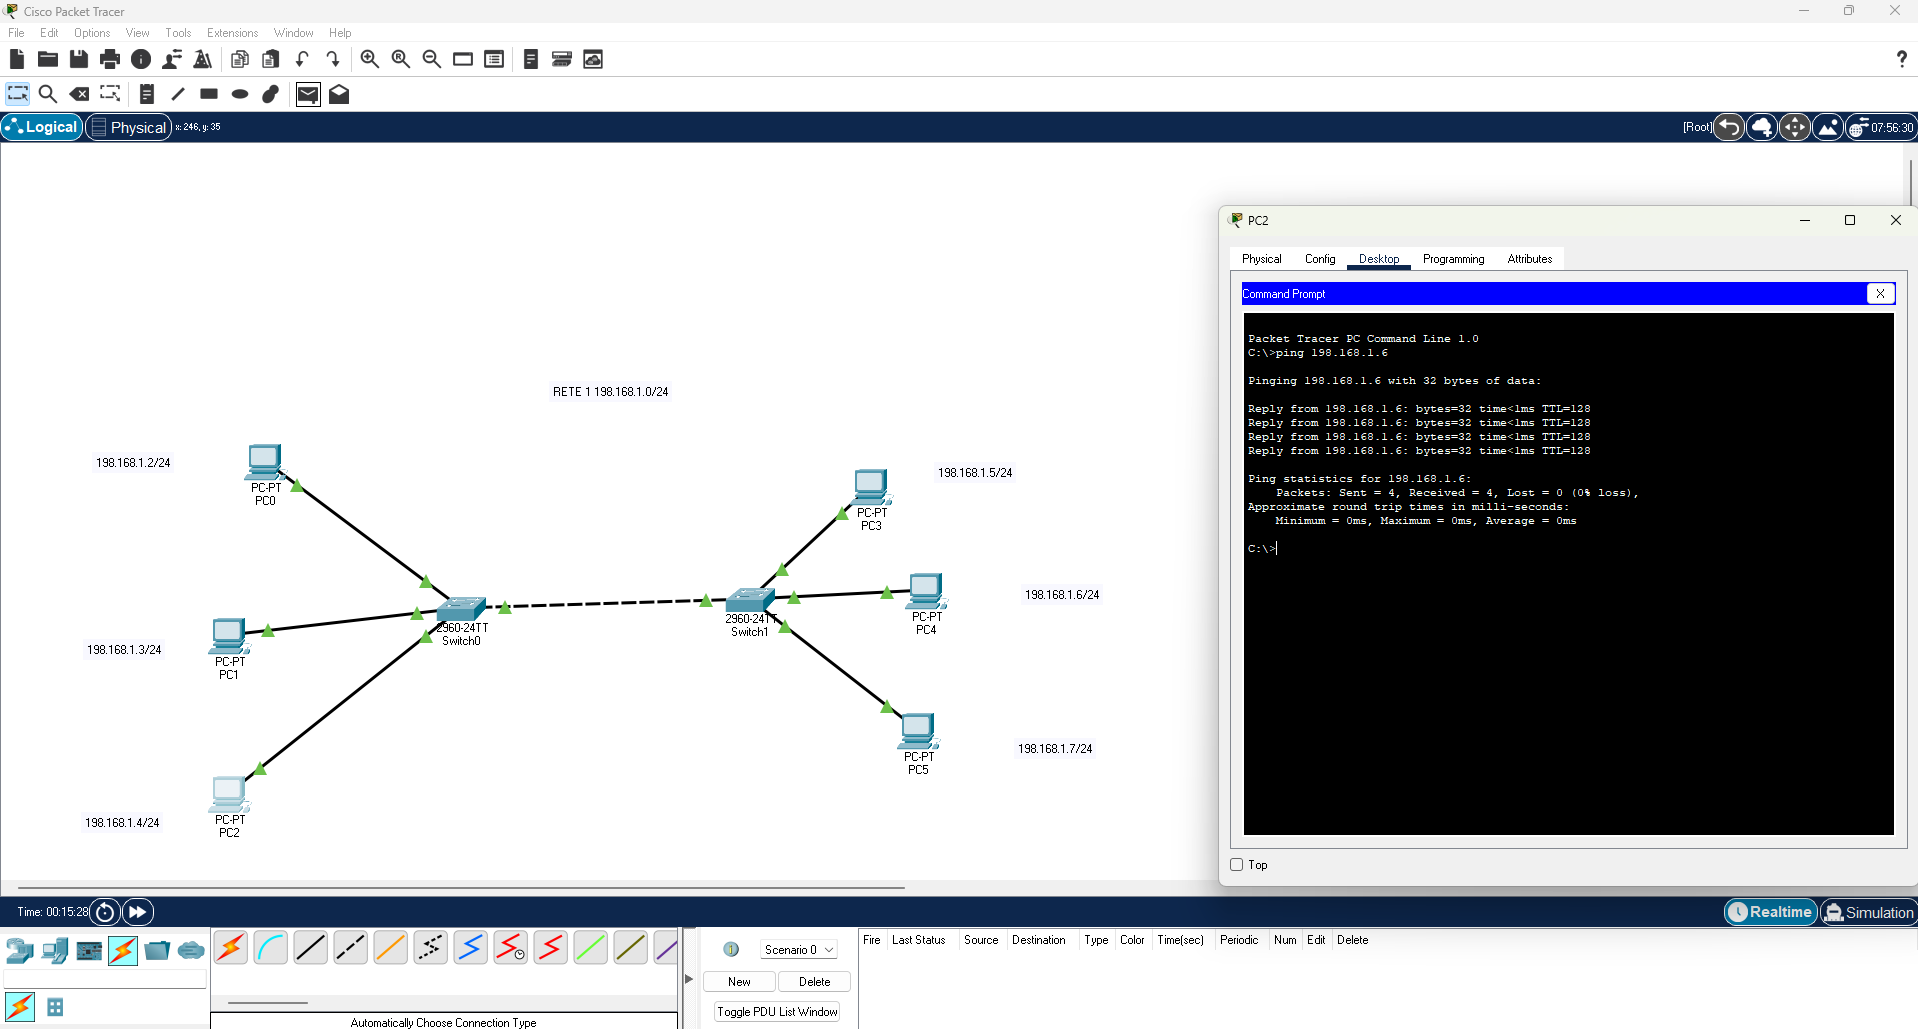 Cisco Packet Tracer
File Edit Options View Tools Extensions Window Help
Logical Physical x: 246, y: 35 [Root] 07:56:30
RETE 1 198.168.1.0/24
198.168.1.2/24
PC-PT
PC0
198.168.1.3/24
PC-PT
PC1
198.168.1.4/24
PC-PT
PC2
2960-24TT
Switch0
2960-24TT
Switch1
198.168.1.5/24
PC-PT
PC3
198.168.1.6/24
PC-PT
PC4
198.168.1.7/24
PC-PT
PC5
PC2
Physical Config Desktop Programming Attributes
Command Prompt X
Packet Tracer PC Command Line 1.0
C:\>ping 198.168.1.6
Pinging 198.168.1.6 with 32 bytes of data:
Reply from 198.168.1.6: bytes=32 time<1ms TTL=128
Reply from 198.168.1.6: bytes=32 time<1ms TTL=128
Reply from 198.168.1.6: bytes=32 time<1ms TTL=128
Reply from 198.168.1.6: bytes=32 time<1ms TTL=128
Ping statistics for 198.168.1.6:
Packets: Sent = 4, Received = 4, Lost = 0 (0% loss),
Approximate round trip times in milli-seconds:
Minimum = 0ms, Maximum = 0ms, Average = 0ms
C:\>
Top
Time: 00:15:28 Realtime Simulation
Scenario 0
New Delete
Toggle PDU List Window
Fire Last Status Source Destination Type Color Time(sec) Periodic Num Edit Delete
Automatically Choose Connection Type